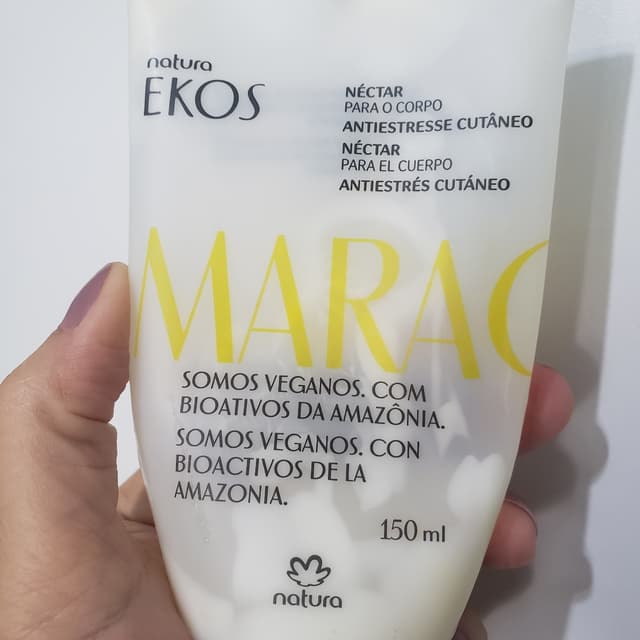 natura
EKOS
NÉCTAR
PARA O CORPO
ANTIESTRESSE CUTÂNEO
NÉCTAR
PARA EL CUERPO
ANTIESTRÉS CUTÁNEO
MARAC
SOMOS VEGANOS. COM
BIOATIVOS DA AMAZÔNIA.
SOMOS VEGANOS. CON
BIOACTIVOS DE LA
AMAZONIA.
150 ml
natura